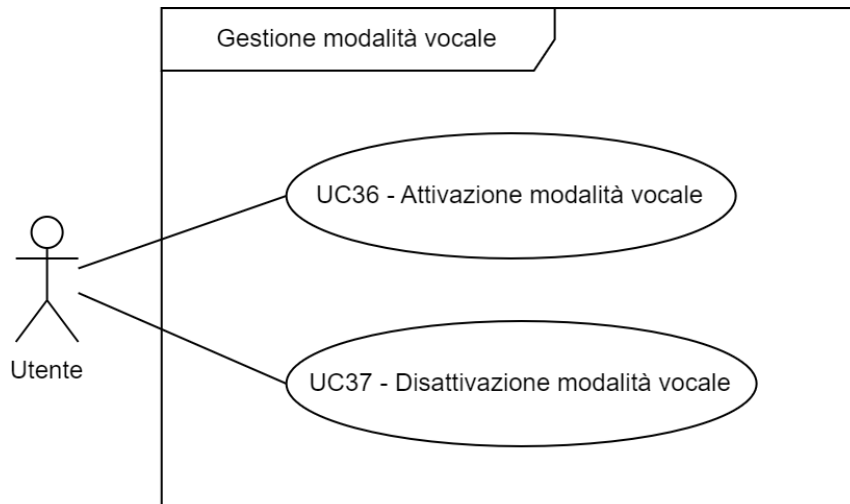 Gestione modalità vocale
UC36 - Attivazione modalità vocale
Utente
UC37 - Disattivazione modalità vocale